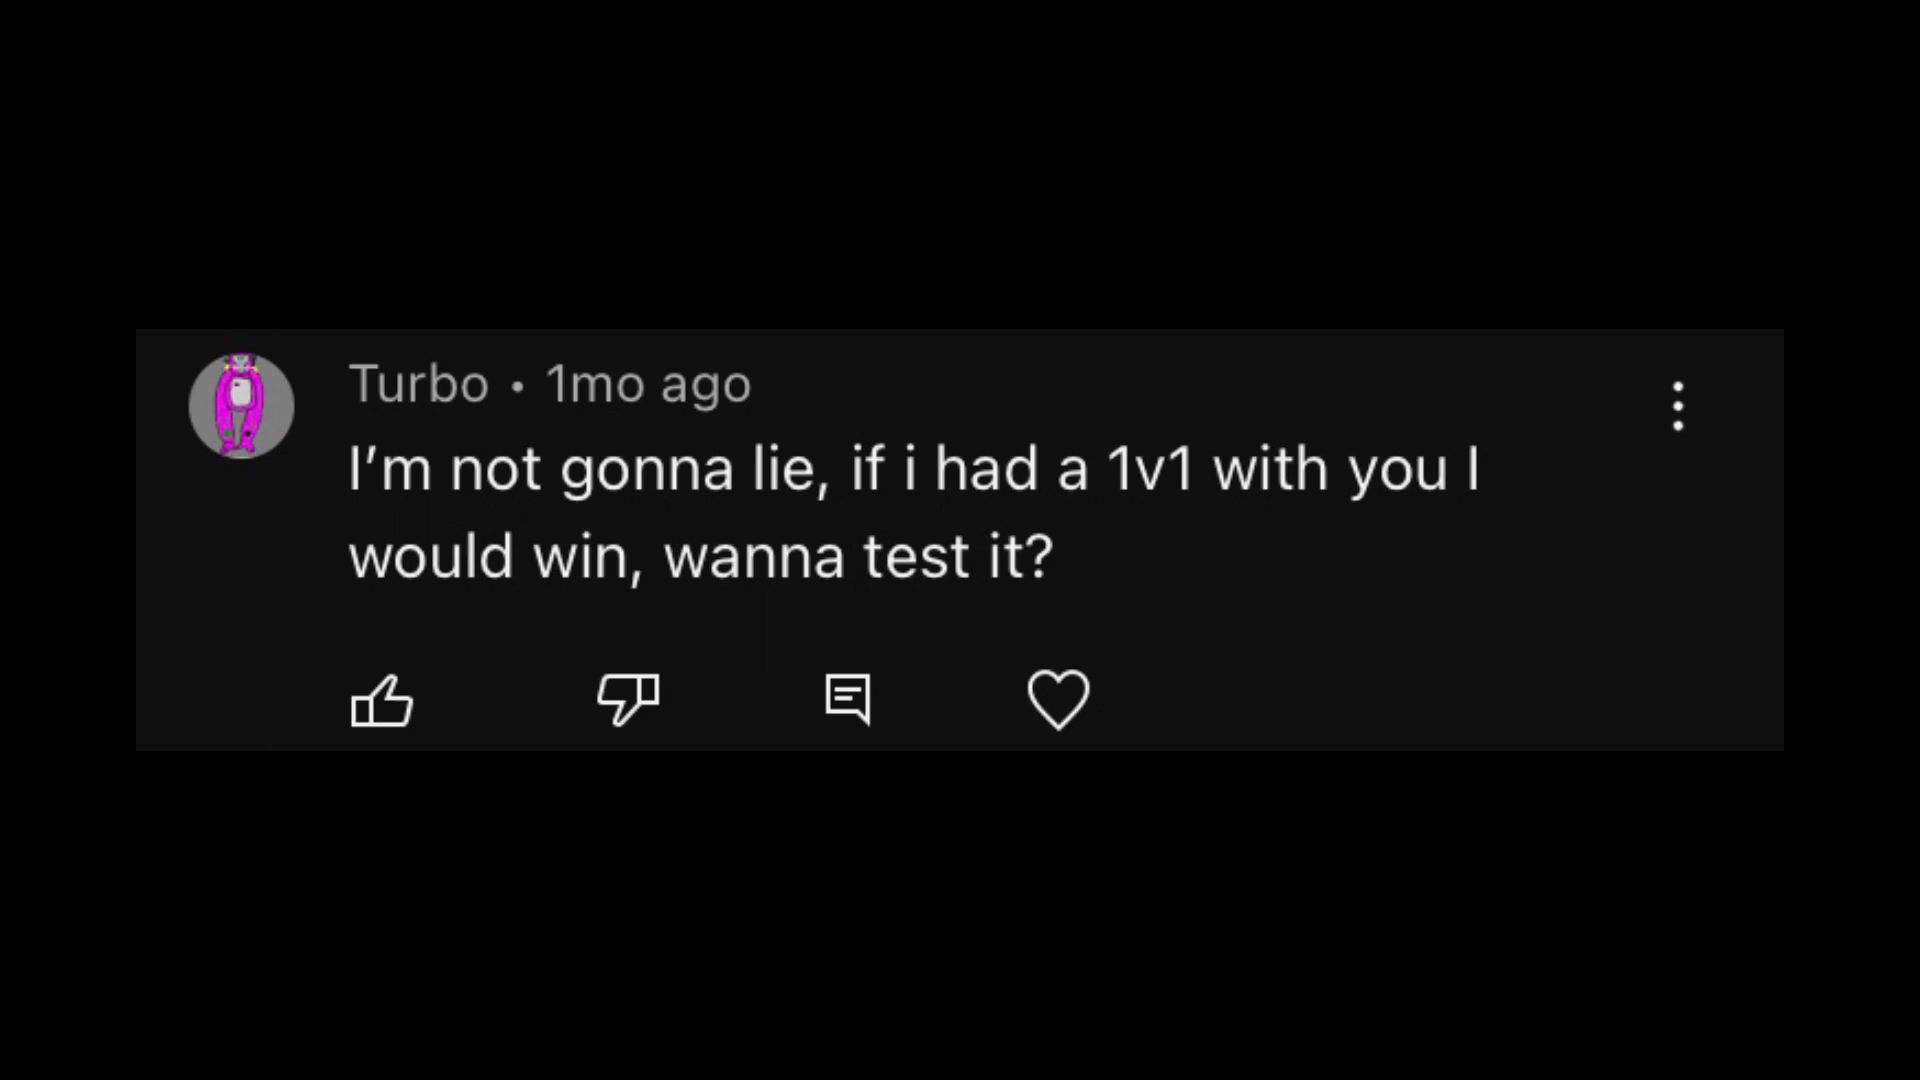 Turbo • 1mo ago
I’m not gonna lie, if i had a 1v1 with you I
would win, wanna test it?